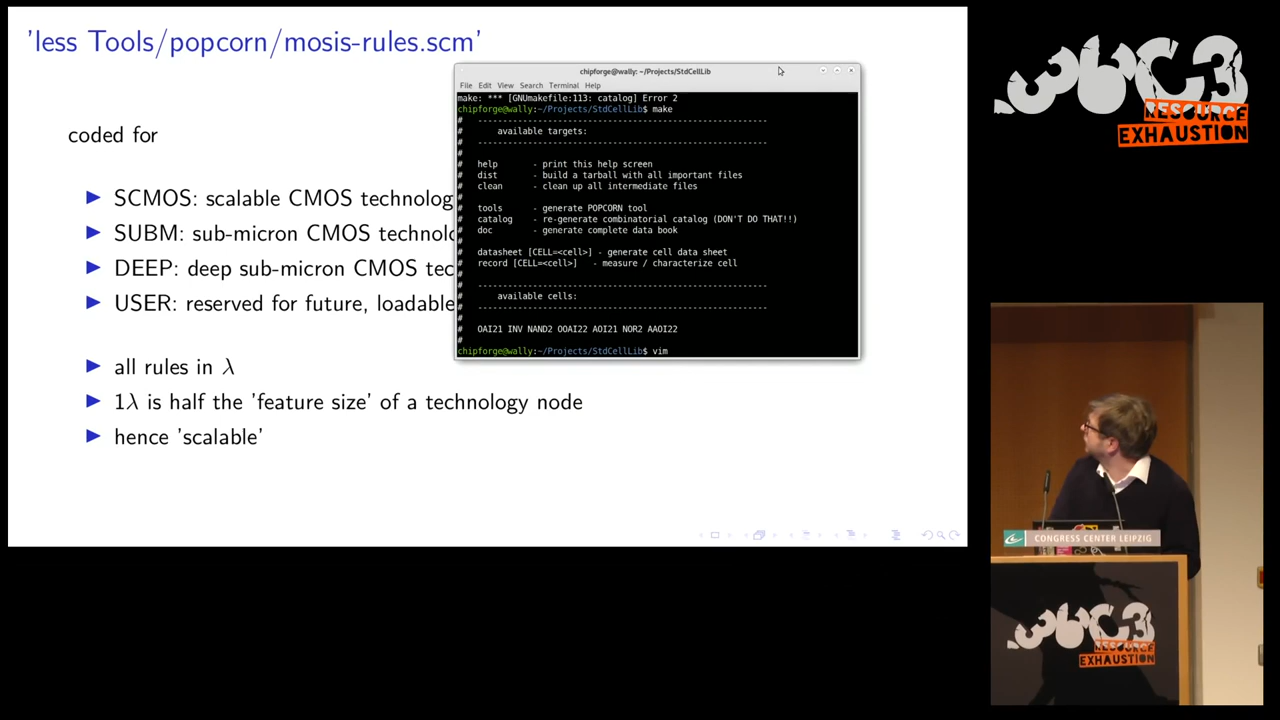 'less Tools/popcorn/mosis-rules.scm'
coded for
SCMOS: scalable CMOS technolog
SUBM: sub-micron CMOS technolo
DEEP: deep sub-micron CMOS tec
USER: reserved for future, loadable
all rules in λ
1λ is half the 'feature size' of a technology node
hence 'scalable'
chipforge@wally: ~/Projects/StdCellLib
File Edit View Search Terminal Help
make: *** [GNUmakefile:113: catalog] Error 2
chipforge@wally:~/Projects/StdCellLib$ make
# ----------------------------------------------------------
# available targets:
# ----------------------------------------------------------
#
# help - print this help screen
# dist - build a tarball with all important files
# clean - clean up all intermediate files
#
# tools - generate POPCORN tool
# catalog - re-generate combinatorial catalog (DON'T DO THAT!!)
# doc - generate complete data book
#
# datasheet [CELL=<cell>] - generate cell data sheet
# record [CELL=<cell>] - measure / characterize cell
#
# ----------------------------------------------------------
# available cells:
# ----------------------------------------------------------
#
# OAI21 INV NAND2 OOAI22 AOI21 NOR2 AAOI22
#
chipforge@wally:~/Projects/StdCellLib$ vim
36C3
RESOURCE
EXHAUSTION
CONGRESS CENTER LEIPZIG
36C3
RESOURCE
EXHAUSTION